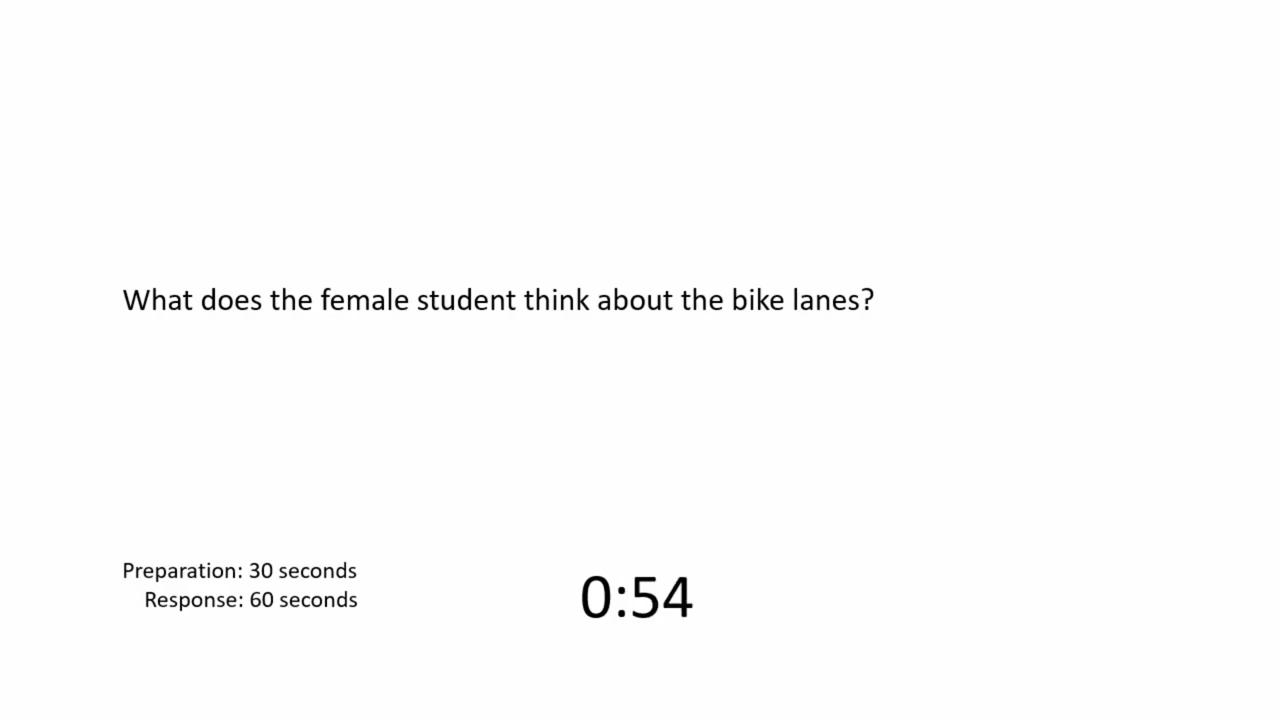 What does the female student think about the bike lanes?
Preparation: 30 seconds
Response: 60 seconds
0:54